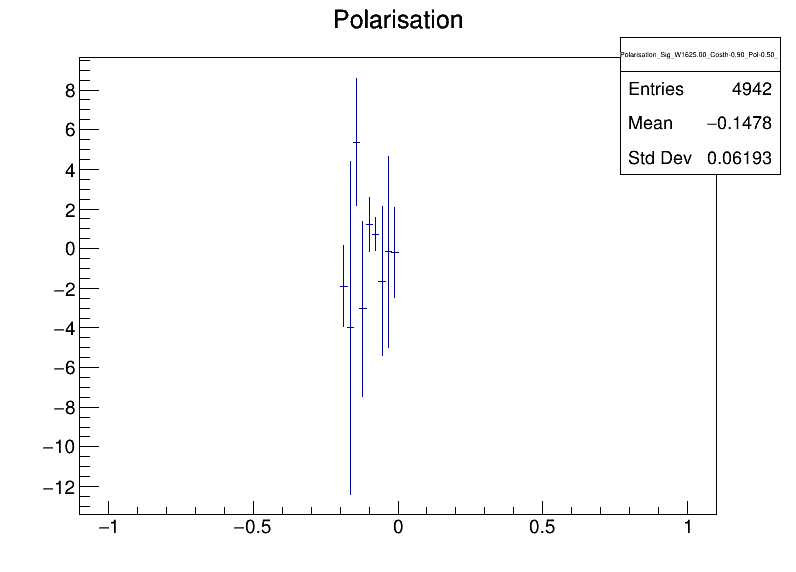 Polarisation
Polarisation_Sig_W1625.00_Costh-0.90_Pol-0.50_
Entries 4942
Mean −0.1478
Std Dev 0.06193
8
6
4
2
0
−2
−4
−6
−8
−10
−12
−1 −0.5 0 0.5 1